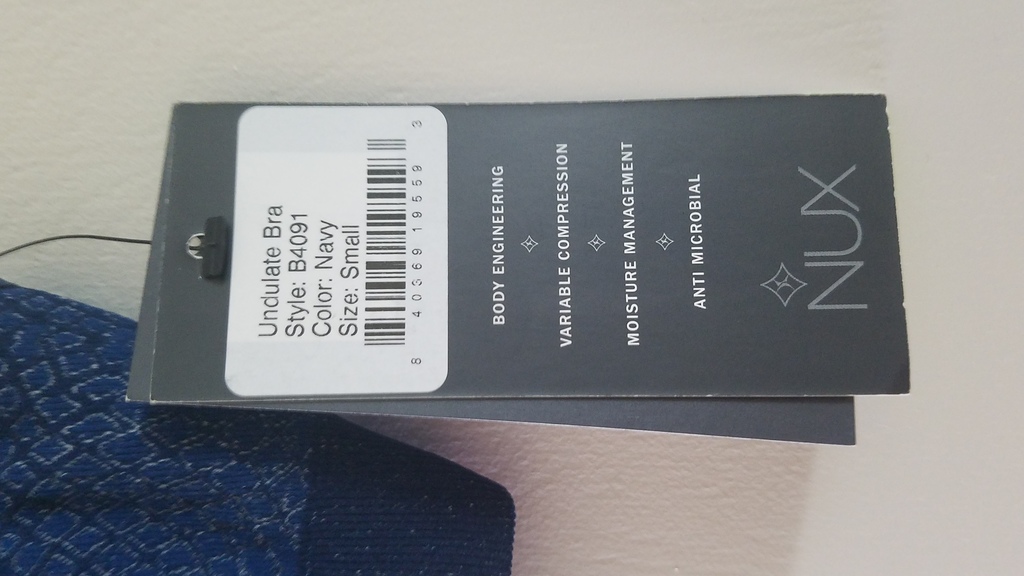 Undulate Bra
Style: B4091
Color: Navy
Size: Small
8 40369 19559 3
BODY ENGINEERING
VARIABLE COMPRESSION
MOISTURE MANAGEMENT
ANTI MICROBIAL
NUX